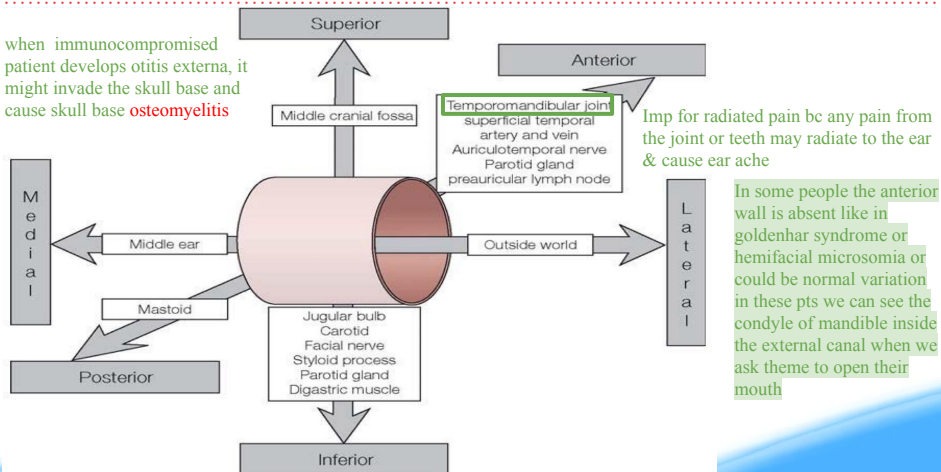 Superior
when immunocompromised
patient develops otitis externa, it
might invade the skull base and
cause skull base osteomyelitis
Anterior
Middle cranial fossa
Temporomandibular joint
superficial temporal
artery and vein
Auriculotemporal nerve
Parotid gland
preauricular lymph node
Imp for radiated pain bc any pain from
the joint or teeth may radiate to the ear
& cause ear ache
In some people the anterior
wall is absent like in
goldenhar syndrome or
hemifacial microsomia or
could be normal variation
in these pts we can see the
condyle of mandible inside
the external canal when we
ask theme to open their
mouth
Medial
Middle ear
Outside world
Lateral
Mastoid
Posterior
Jugular bulb
Carotid
Facial nerve
Styloid process
Parotid gland
Digastric muscle
Inferior